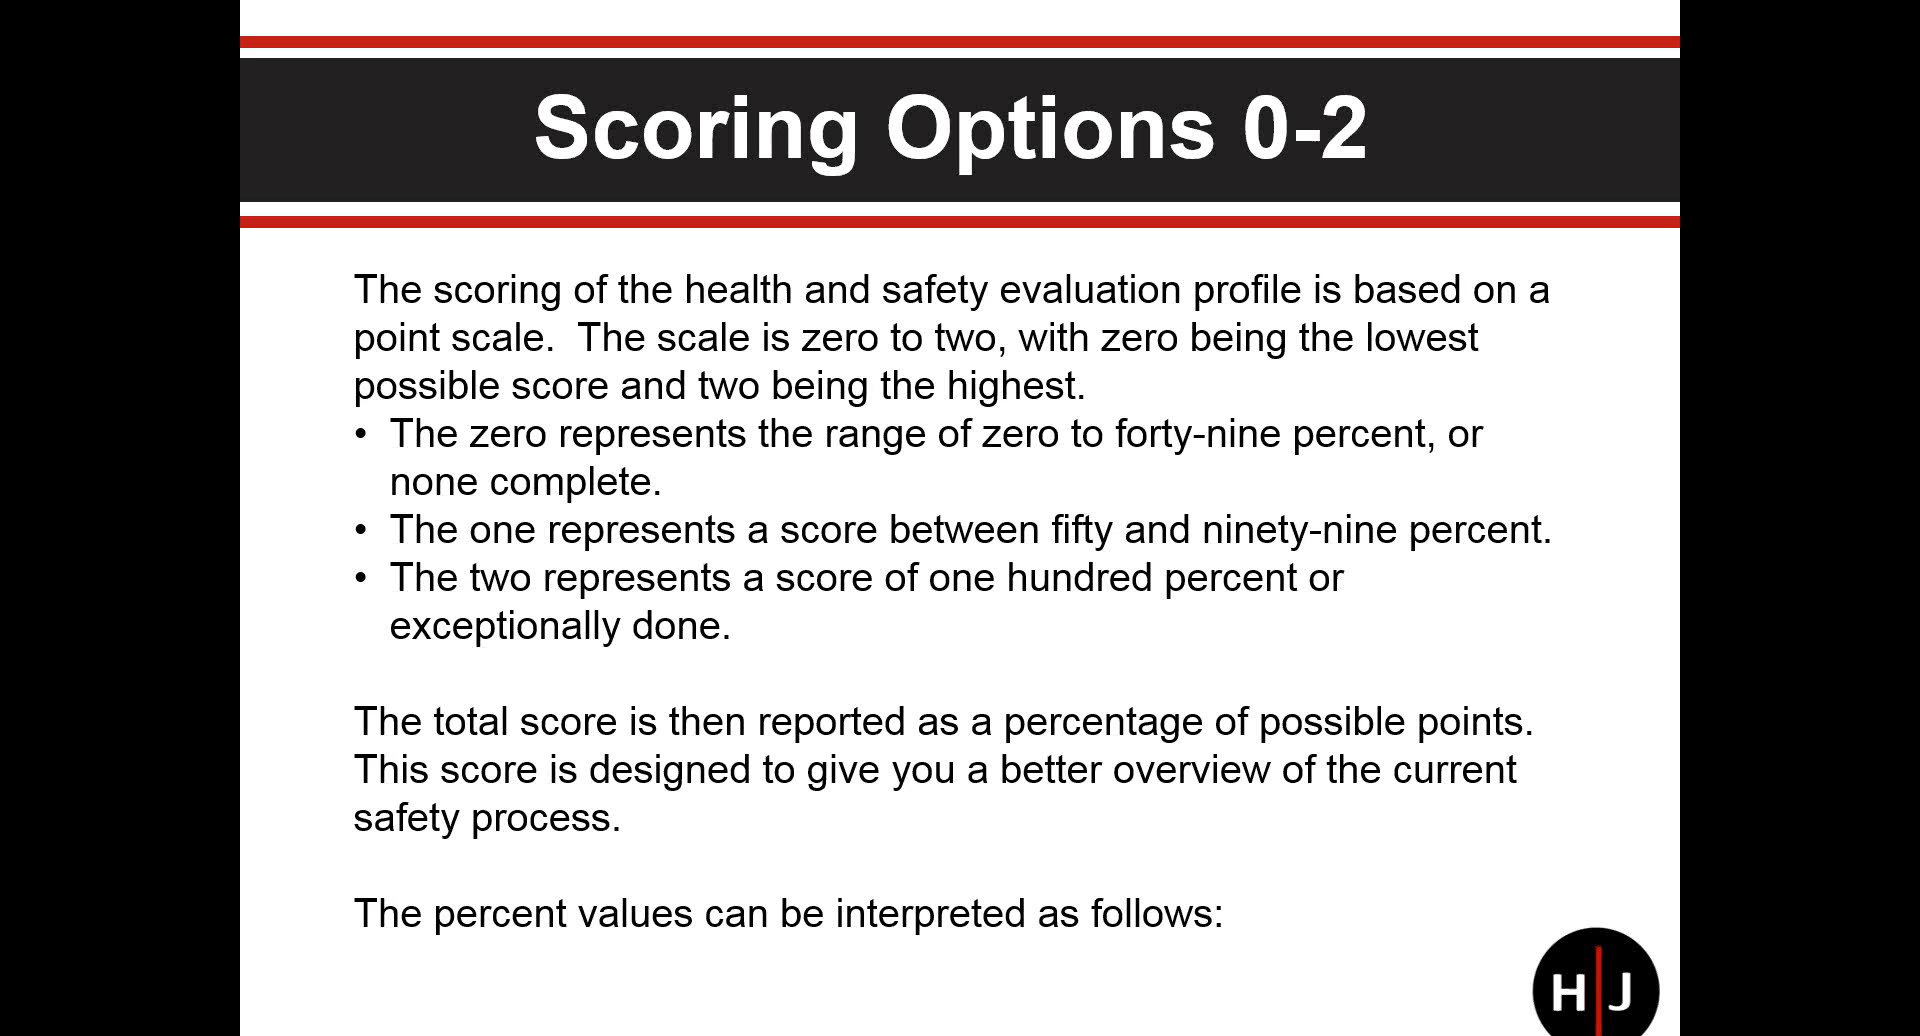 Scoring Options 0-2
The scoring of the health and safety evaluation profile is based on a
point scale.  The scale is zero to two, with zero being the lowest
possible score and two being the highest.
• The zero represents the range of zero to forty-nine percent, or
none complete.
• The one represents a score between fifty and ninety-nine percent.
• The two represents a score of one hundred percent or
exceptionally done.
The total score is then reported as a percentage of possible points.
This score is designed to give you a better overview of the current
safety process.
The percent values can be interpreted as follows:
H J